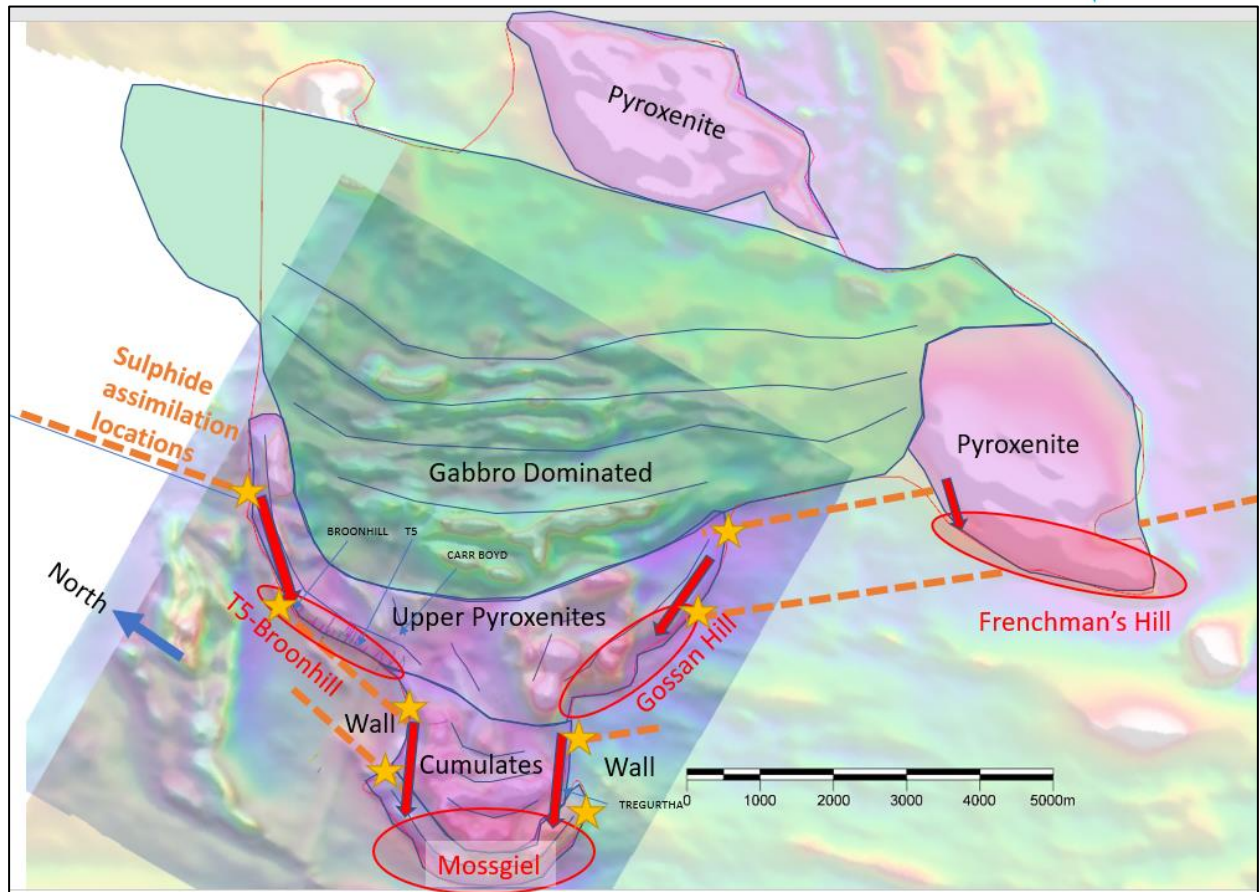 Pyroxenite
Sulphide
assimilation
locations
Gabbro Dominated
Pyroxenite
BROONHILL
T5
CARR BOYD
North
T5-Broonhill
Upper Pyroxenites
Gossan Hill
Frenchman's Hill
Wall
Cumulates
Wall
TREGURTHA
0 1000 2000 3000 4000 5000m
Mossgiel